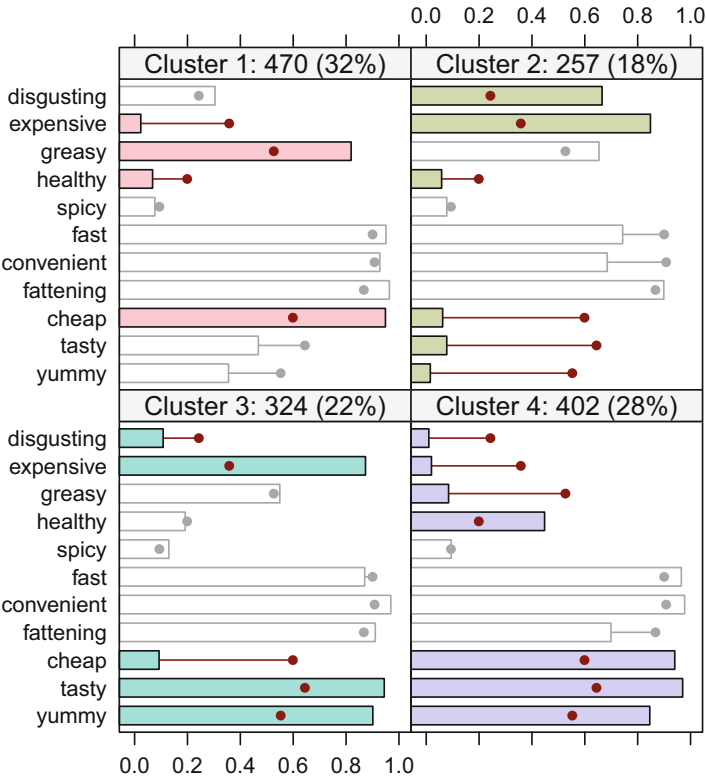 0.0 0.2 0.4 0.6 0.8 1.0
Cluster 1: 470 (32%)
Cluster 2: 257 (18%)
disgusting
expensive
greasy
healthy
spicy
fast
convenient
fattening
cheap
tasty
yummy
Cluster 3: 324 (22%)
Cluster 4: 402 (28%)
disgusting
expensive
greasy
healthy
spicy
fast
convenient
fattening
cheap
tasty
yummy
0.0 0.2 0.4 0.6 0.8 1.0